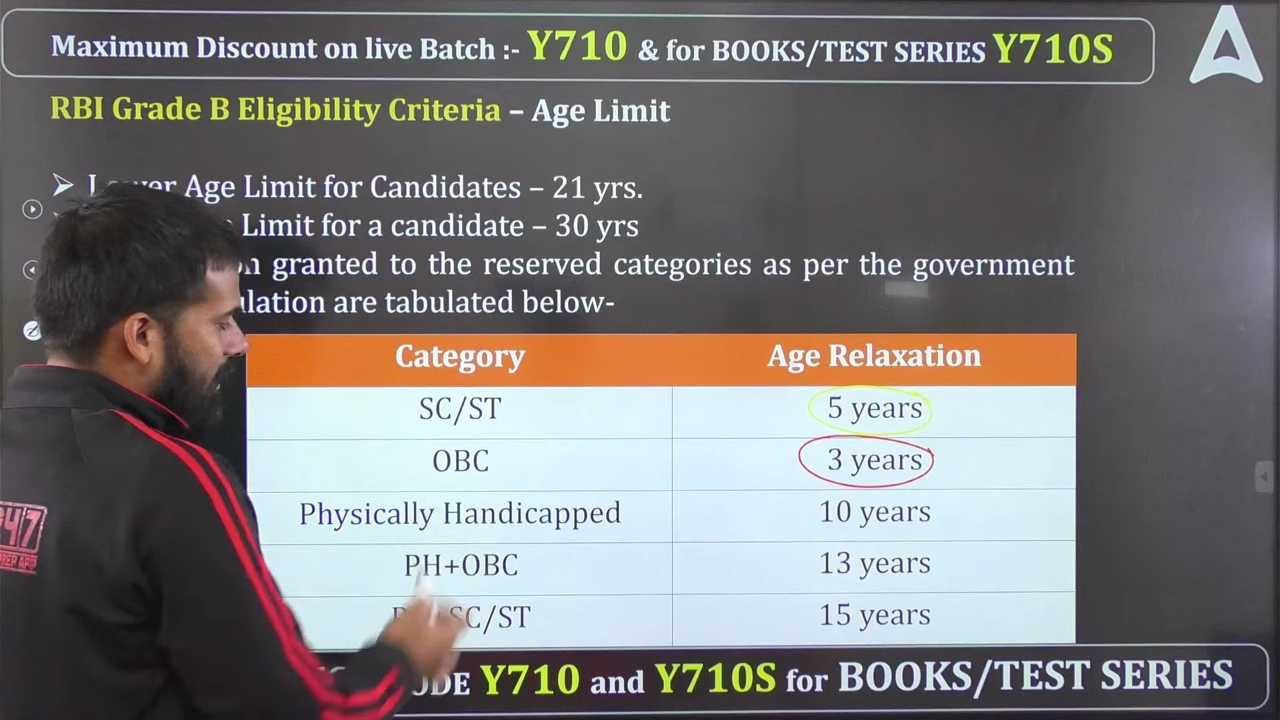 Maximum Discount on live Batch :- Y710 & for BOOKS/TEST SERIES Y710S
RBI Grade B Eligibility Criteria – Age Limit
➢ Age Limit for Candidates – 21 yrs.
Limit for a candidate – 30 yrs
granted to the reserved categories as per the government
are tabulated below-
Category Age Relaxation
SC/ST 5 years
OBC 3 years
Physically Handicapped 10 years
PH+OBC 13 years
SC/ST 15 years
Y710 and Y710S for BOOKS/TEST SERIES
247
PREP APP